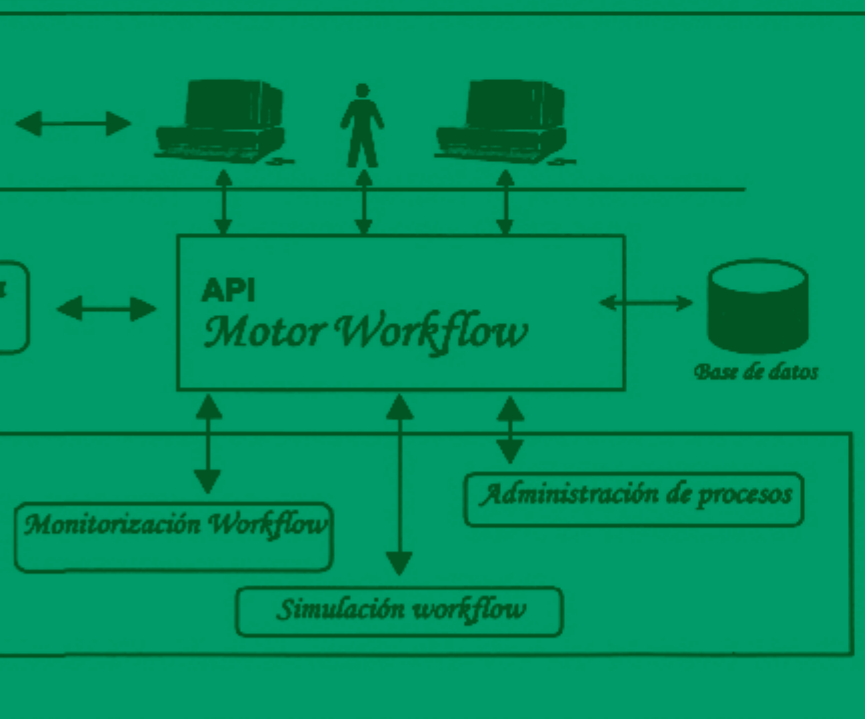 API
Motor Workflow
Base de datos
Administración de procesos
Monitorización Workflow
Simulación workflow